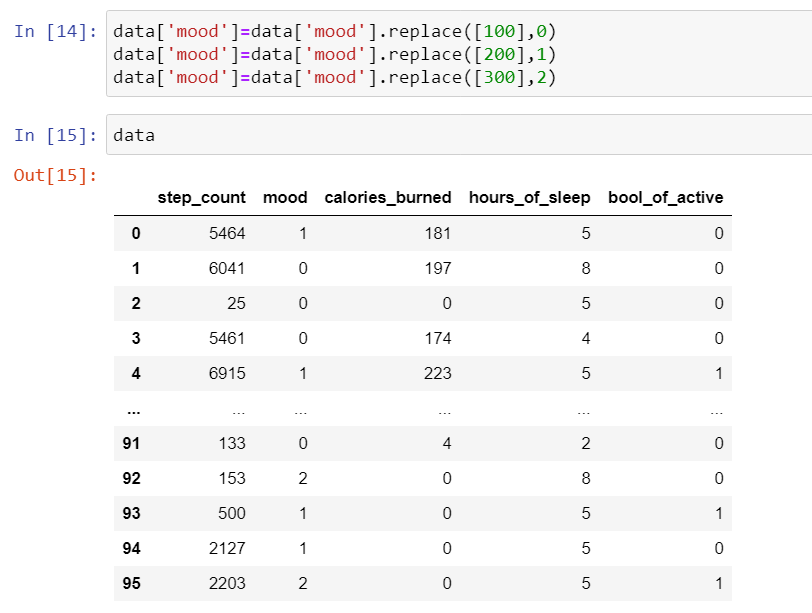 In [14]: data['mood']=data['mood'].replace([100],0)
data['mood']=data['mood'].replace([200],1)
data['mood']=data['mood'].replace([300],2)
In [15]: data
Out[15]:
step_count mood calories_burned hours_of_sleep bool_of_active
0 5464 1 181 5 0
1 6041 0 197 8 0
2 25 0 0 5 0
3 5461 0 174 4 0
4 6915 1 223 5 1
... ... ... ... ... ...
91 133 0 4 2 0
92 153 2 0 8 0
93 500 1 0 5 1
94 2127 1 0 5 0
95 2203 2 0 5 1